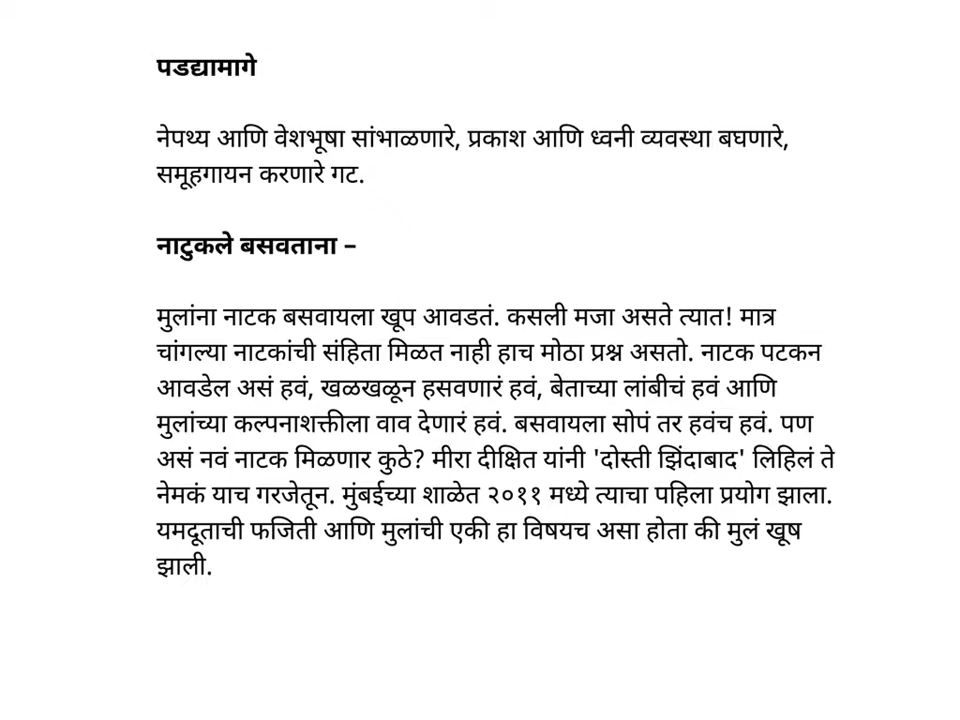 पडद्यामागे
नेपथ्य आणि वेशभूषा सांभाळणारे, प्रकाश आणि ध्वनी व्यवस्था बघणारे,
समूहगायन करणारे गट.
नाटुकले बसवताना –
मुलांना नाटक बसवायला खूप आवडतं. कसली मजा असते त्यात! मात्र
चांगल्या नाटकांची संहिता मिळत नाही हाच मोठा प्रश्न असतो. नाटक पटकन
आवडेल असं हवं, खळखळून हसवणारं हवं, बेताच्या लांबीचं हवं आणि
मुलांच्या कल्पनाशक्तीला वाव देणारं हवं. बसवायला सोपं तर हवंच हवं. पण
असं नवं नाटक मिळणार कुठे? मीरा दीक्षित यांनी 'दोस्ती झिंदाबाद' लिहिलं ते
नेमकं याच गरजेतून. मुंबईच्या शाळेत २०११ मध्ये त्याचा पहिला प्रयोग झाला.
यमदूताची फजिती आणि मुलांची एकी हा विषयच असा होता की मुलं खूष
झाली.